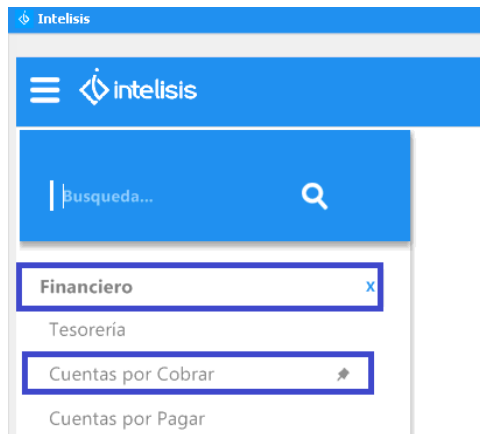 Intelisis
intelisis
Busqueda...
Financiero x
Tesorería
Cuentas por Cobrar
Cuentas por Pagar